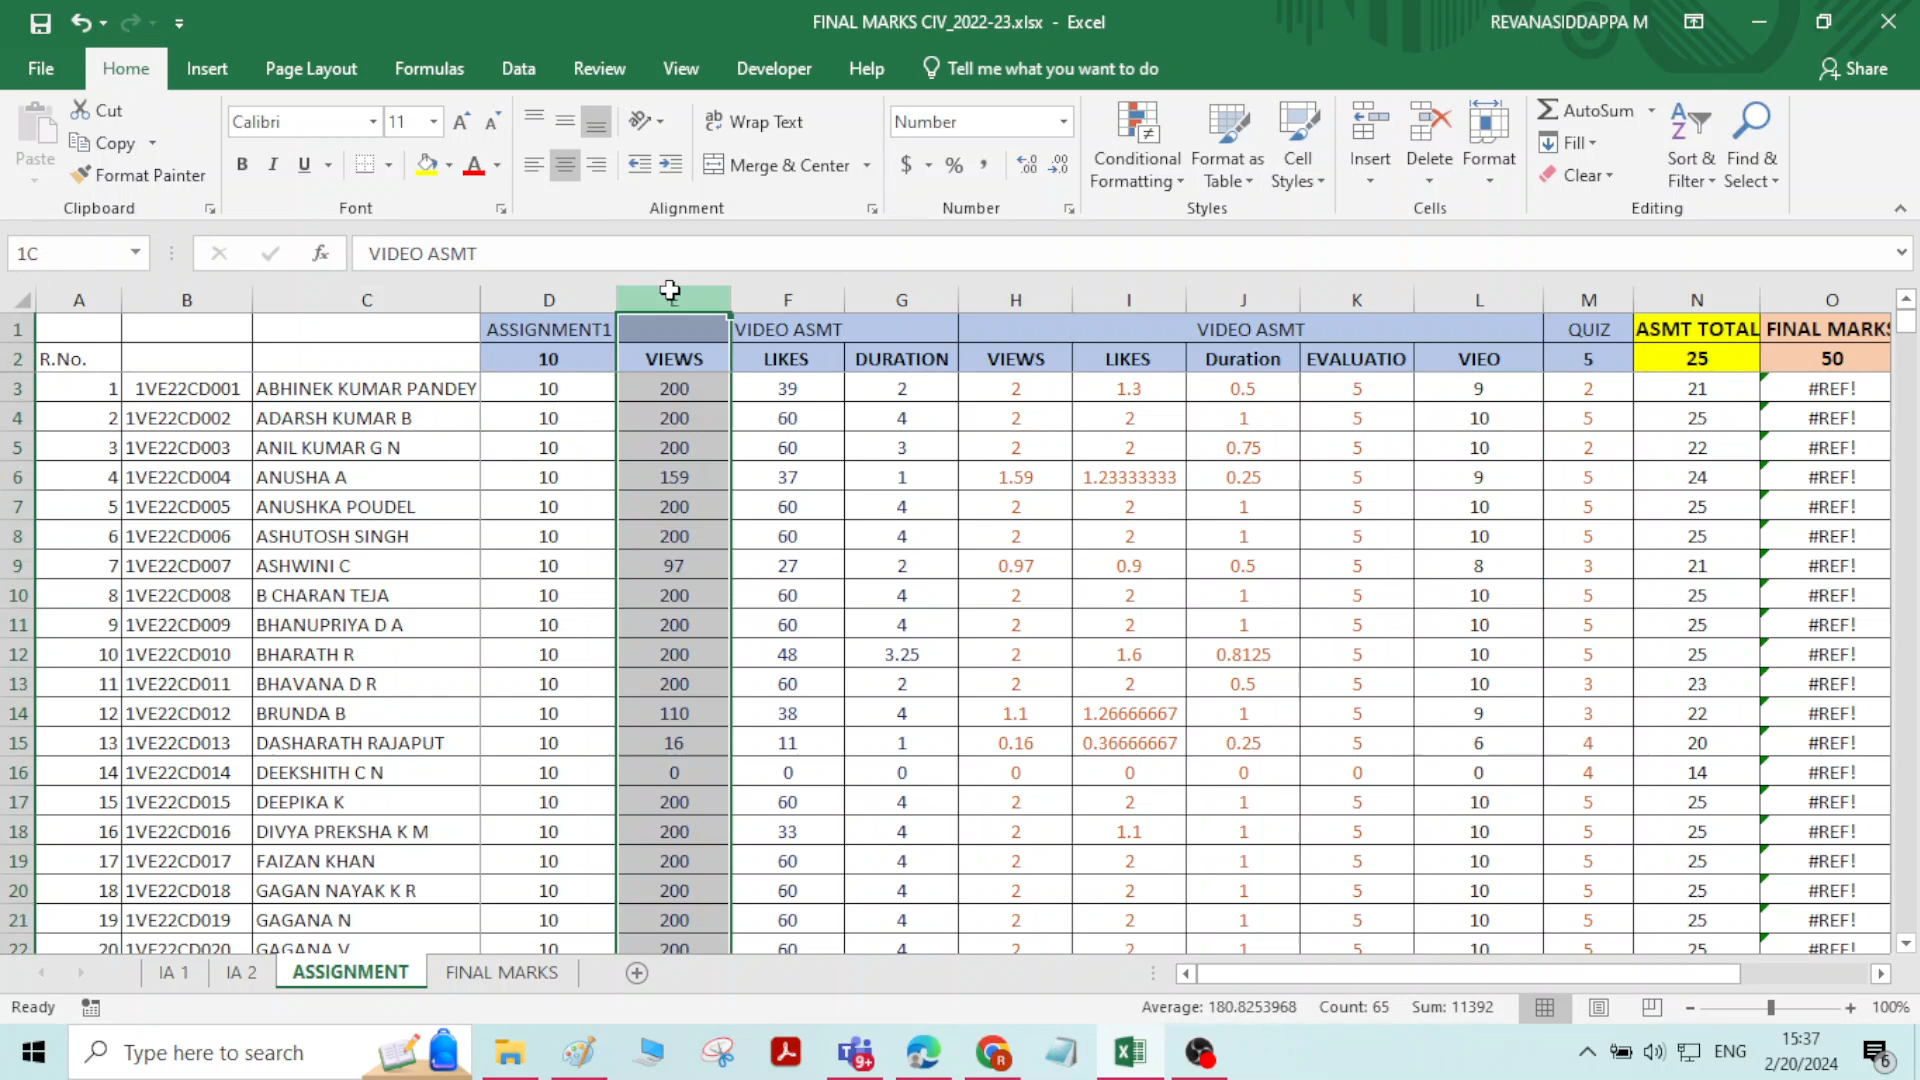 FINAL MARKS CIV_2022-23.xlsx - Excel
REVANASIDDAPPA M
File Home Insert Page Layout Formulas Data Review View Developer Help Tell me what you want to do Share
Paste
Cut
Copy
Format Painter
Clipboard
Calibri 11
B I U
Font
Wrap Text
Merge & Center
Alignment
Number
$ % ,
Number
Conditional Formatting
Format as Table
Cell Styles
Styles
Insert
Delete
Format
Cells
AutoSum
Fill
Clear
Sort & Filter
Find & Select
Editing
1C fx VIDEO ASMT
A B C D F G H I J K L M N O
1 ASSIGNMENT1 VIDEO ASMT VIDEO ASMT QUIZ ASMT TOTAL FINAL MARKS
2 R.No. 10 VIEWS LIKES DURATION VIEWS LIKES Duration EVALUATIO VIEO 5 25 50
3 1 1VE22CD001 ABHINEK KUMAR PANDEY 10 200 39 2 2 1.3 0.5 5 9 2 21 #REF!
4 2 1VE22CD002 ADARSH KUMAR B 10 200 60 4 2 2 1 5 10 5 25 #REF!
5 3 1VE22CD003 ANIL KUMAR G N 10 200 60 3 2 2 0.75 5 10 2 22 #REF!
6 4 1VE22CD004 ANUSHA A 10 159 37 1 1.59 1.23333333 0.25 5 9 5 24 #REF!
7 5 1VE22CD005 ANUSHKA POUDEL 10 200 60 4 2 2 1 5 10 5 25 #REF!
8 6 1VE22CD006 ASHUTOSH SINGH 10 200 60 4 2 2 1 5 10 5 25 #REF!
9 7 1VE22CD007 ASHWINI C 10 97 27 2 0.97 0.9 0.5 5 8 3 21 #REF!
10 8 1VE22CD008 B CHARAN TEJA 10 200 60 4 2 2 1 5 10 5 25 #REF!
11 9 1VE22CD009 BHANUPRIYA D A 10 200 60 4 2 2 1 5 10 5 25 #REF!
12 10 1VE22CD010 BHARATH R 10 200 48 3.25 2 1.6 0.8125 5 10 5 25 #REF!
13 11 1VE22CD011 BHAVANA D R 10 200 60 2 2 2 0.5 5 10 3 23 #REF!
14 12 1VE22CD012 BRUNDA B 10 110 38 4 1.1 1.26666667 1 5 9 3 22 #REF!
15 13 1VE22CD013 DASHARATH RAJAPUT 10 16 11 1 0.16 0.36666667 0.25 5 6 4 20 #REF!
16 14 1VE22CD014 DEEKSHITH C N 10 0 0 0 0 0 0 0 0 4 14 #REF!
17 15 1VE22CD015 DEEPIKA K 10 200 60 4 2 2 1 5 10 5 25 #REF!
18 16 1VE22CD016 DIVYA PREKSHA K M 10 200 33 4 2 1.1 1 5 10 5 25 #REF!
19 17 1VE22CD017 FAIZAN KHAN 10 200 60 4 2 2 1 5 10 5 25 #REF!
20 18 1VE22CD018 GAGAN NAYAK K R 10 200 60 4 2 2 1 5 10 5 25 #REF!
21 19 1VE22CD019 GAGANA N 10 200 60 4 2 2 1 5 10 5 25 #REF!
22 20 1VE22CD020 GAGANA V 10 200 60 4 2 2 1 5 10 5 25 #REF!
IA 1 IA 2 ASSIGNMENT FINAL MARKS
Ready Average: 180.8253968 Count: 65 Sum: 11392 100%
Type here to search
9+
ENG
15:37
2/20/2024
6